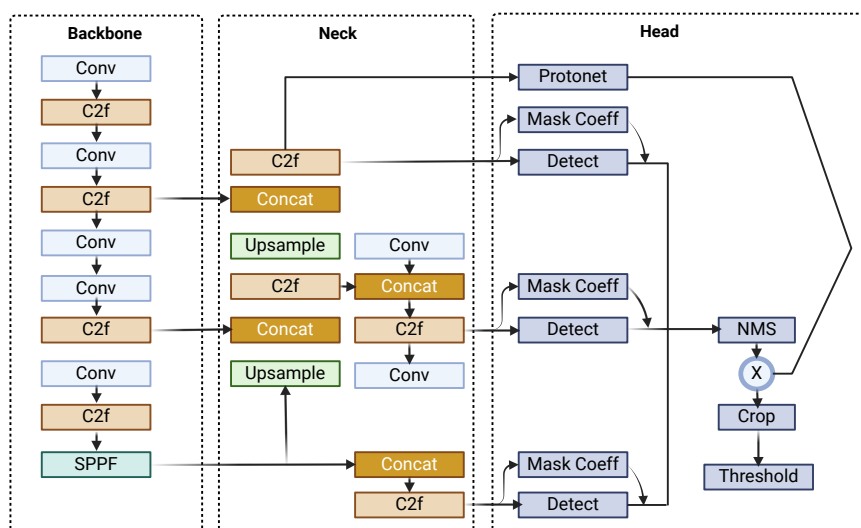 Backbone
Conv
C2f
Conv
C2f
Conv
Conv
C2f
Conv
C2f
SPPF
Neck
C2f
Concat
Upsample
Conv
C2f
Concat
Concat
C2f
Upsample
Conv
Concat
C2f
Head
Protonet
Mask Coeff
Detect
Mask Coeff
Detect
NMS
X
Crop
Mask Coeff
Threshold
Detect